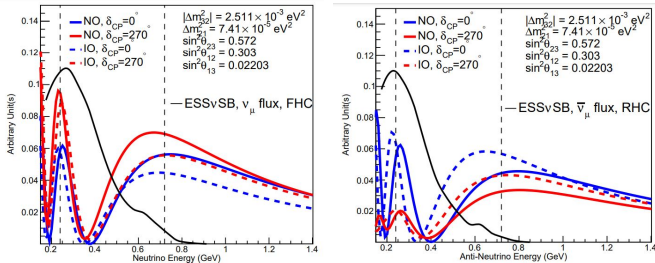 NO, δCP=0°
NO, δCP=270°
IO, δCP=0°
IO, δCP=270°
|Δm²32| = 2.511×10⁻³ eV²
Δm²21 = 7.41×10⁻⁵ eV²
sin²θ23 = 0.572
sin²θ12 = 0.303
sin²θ13 = 0.02203
ESSνSB, νμ flux, FHC
Arbitrary Unit(s)
0.14
0.12
0.1
0.08
0.06
0.04
0.02
0.2 0.4 0.6 0.8 1 1.2 1.4
Neutrino Energy (GeV)
NO, δCP=0°
NO, δCP=270°
IO, δCP=0°
IO, δCP=270°
|Δm²32| = 2.511×10⁻³ eV²
Δm²21 = 7.41×10⁻⁵ eV²
sin²θ23 = 0.572
sin²θ12 = 0.303
sin²θ13 = 0.02203
ESSνSB, ν̅μ flux, RHC
Arbitrary Unit(s)
0.14
0.12
0.1
0.08
0.06
0.04
0.02
0.2 0.4 0.6 0.8 1 1.2 1.4
Anti-Neutrino Energy (GeV)